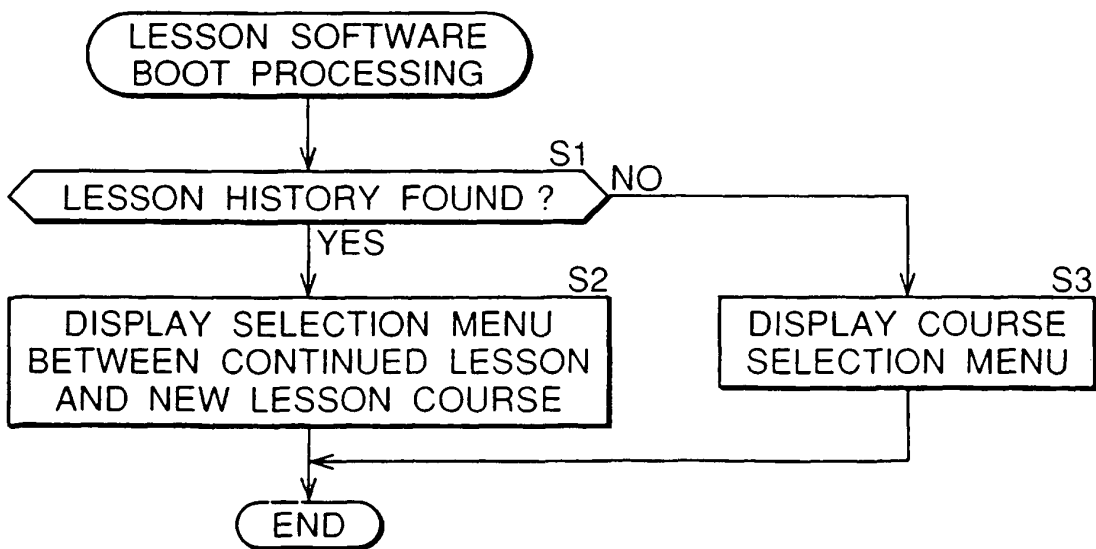 LESSON SOFTWARE
BOOT PROCESSING
S1
LESSON HISTORY FOUND ?
NO
YES
S2
DISPLAY SELECTION MENU
BETWEEN CONTINUED LESSON
AND NEW LESSON COURSE
S3
DISPLAY COURSE
SELECTION MENU
END